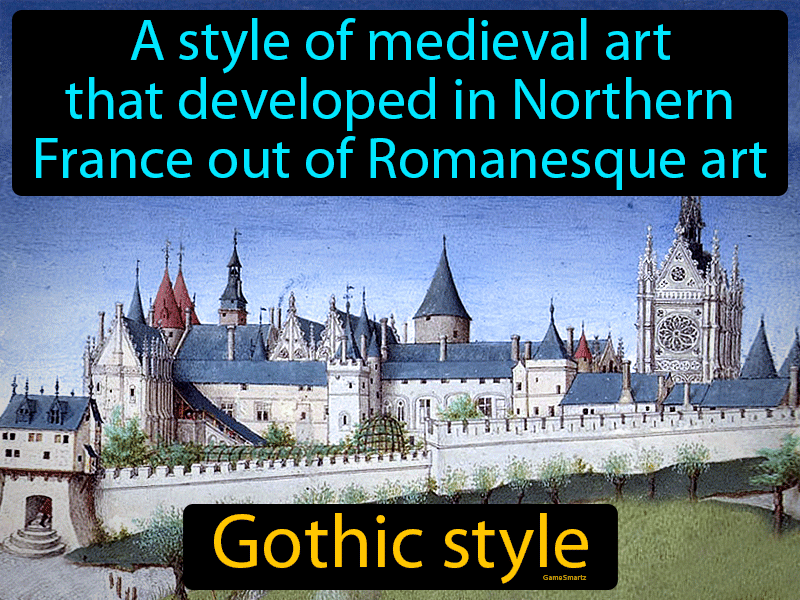 A style of medieval art
that developed in Northern
France out of Romanesque art
Gothic style
GameSmartz